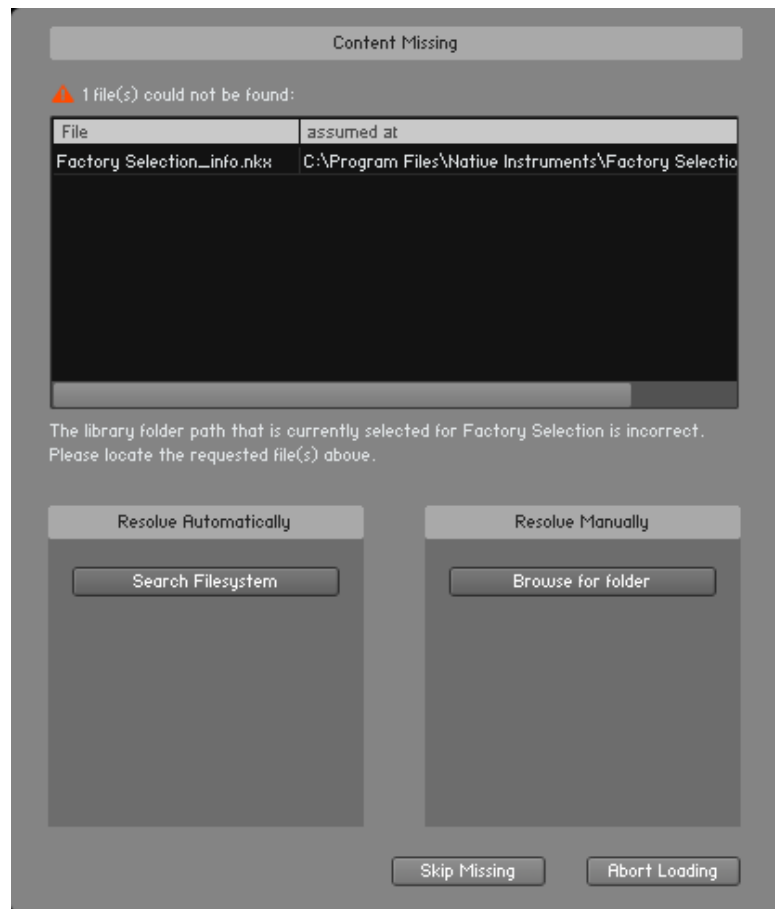 Content Missing
1 file(s) could not be found:
File assumed at
Factory Selection_info.nkx C:\Program Files\Native Instruments\Factory Selectio
The library folder path that is currently selected for Factory Selection is incorrect.
Please locate the requested file(s) above.
Resolve Automatically Resolve Manually
Search Filesystem Browse for folder
Skip Missing Abort Loading